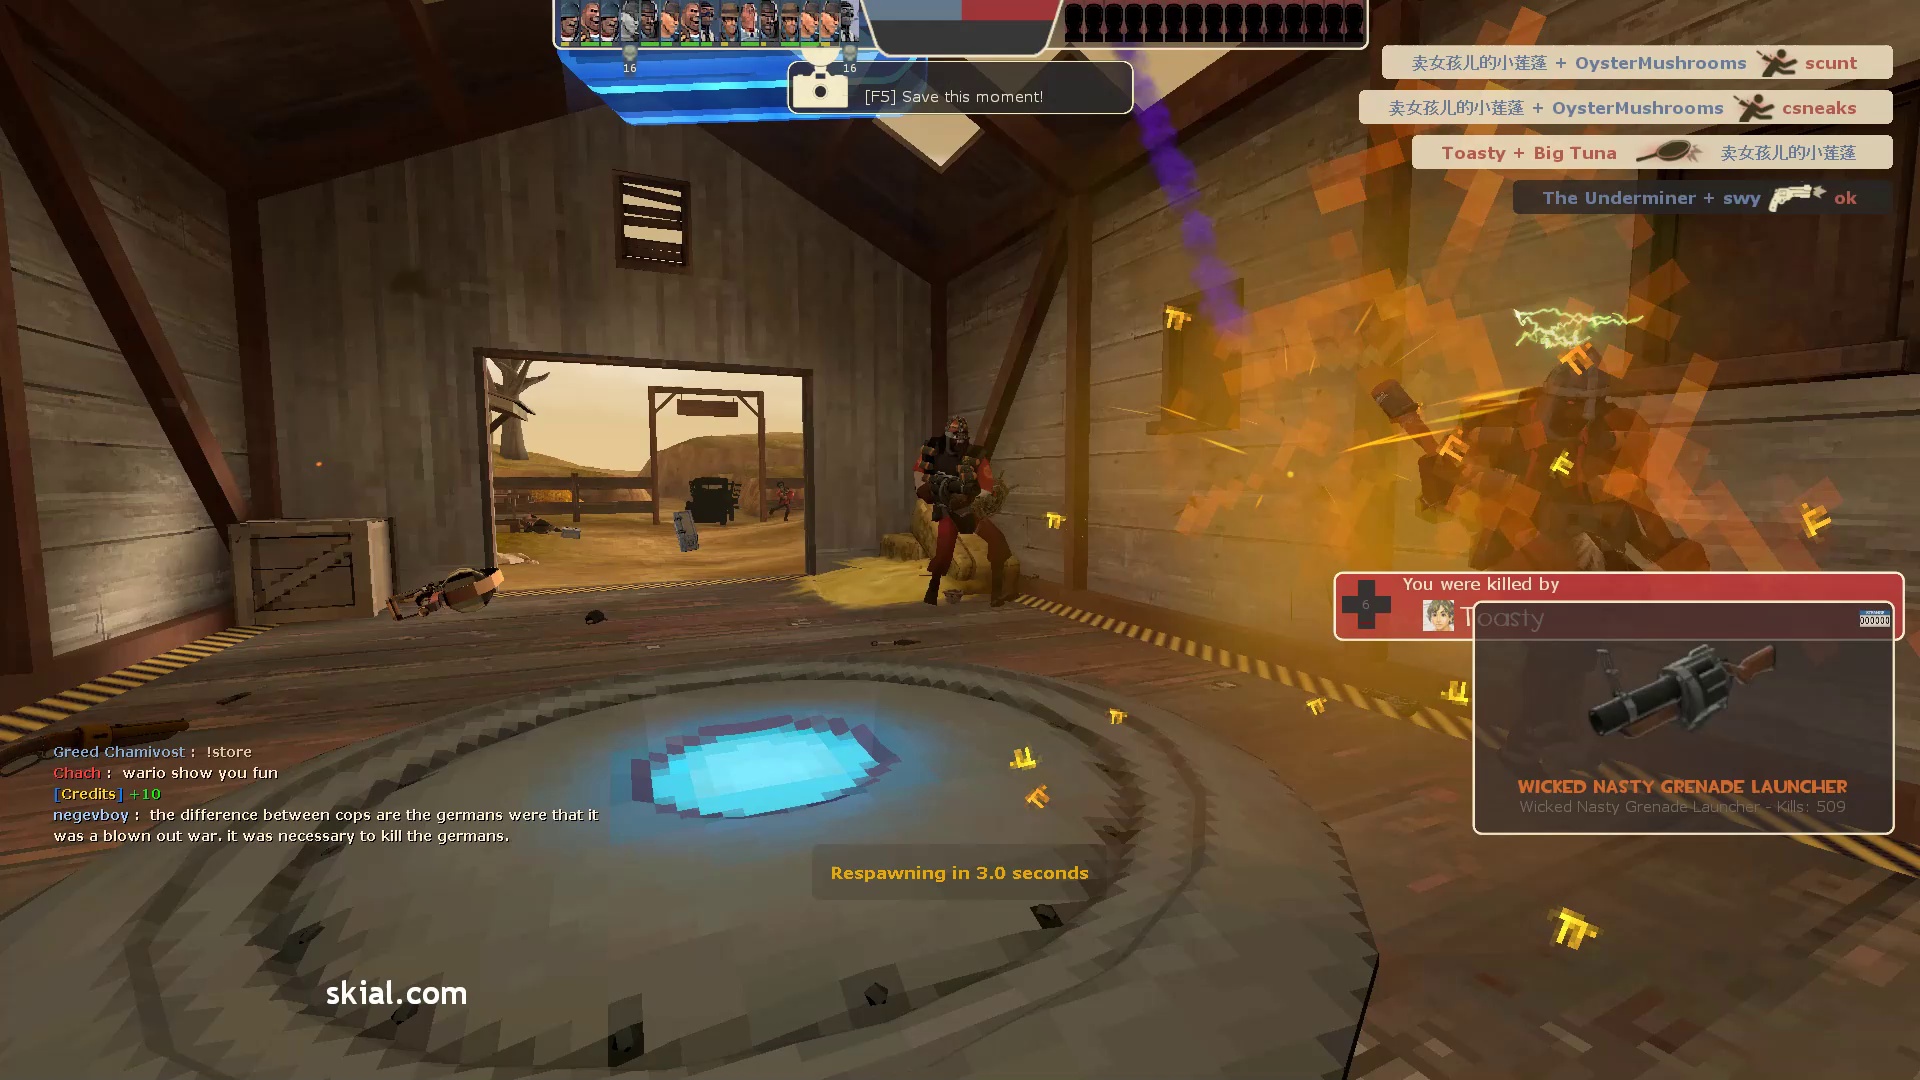 16
16
[F5] Save this moment!
卖女孩儿的小莲蓬 + OysterMushrooms scunt
卖女孩儿的小莲蓬 + OysterMushrooms csneaks
Toasty + Big Tuna 卖女孩儿的小莲蓬
The Underminer + swy ok
You were killed by
6
Toasty
000000
WICKED NASTY GRENADE LAUNCHER
Wicked Nasty Grenade Launcher - Kills: 509
Greed Chamivost : !store
Chach : wario show you fun
[Credits] +10
negevboy : the difference between cops are the germans were that it
was a blown out war. it was necessary to kill the germans.
Respawning in 3.0 seconds
skial.com